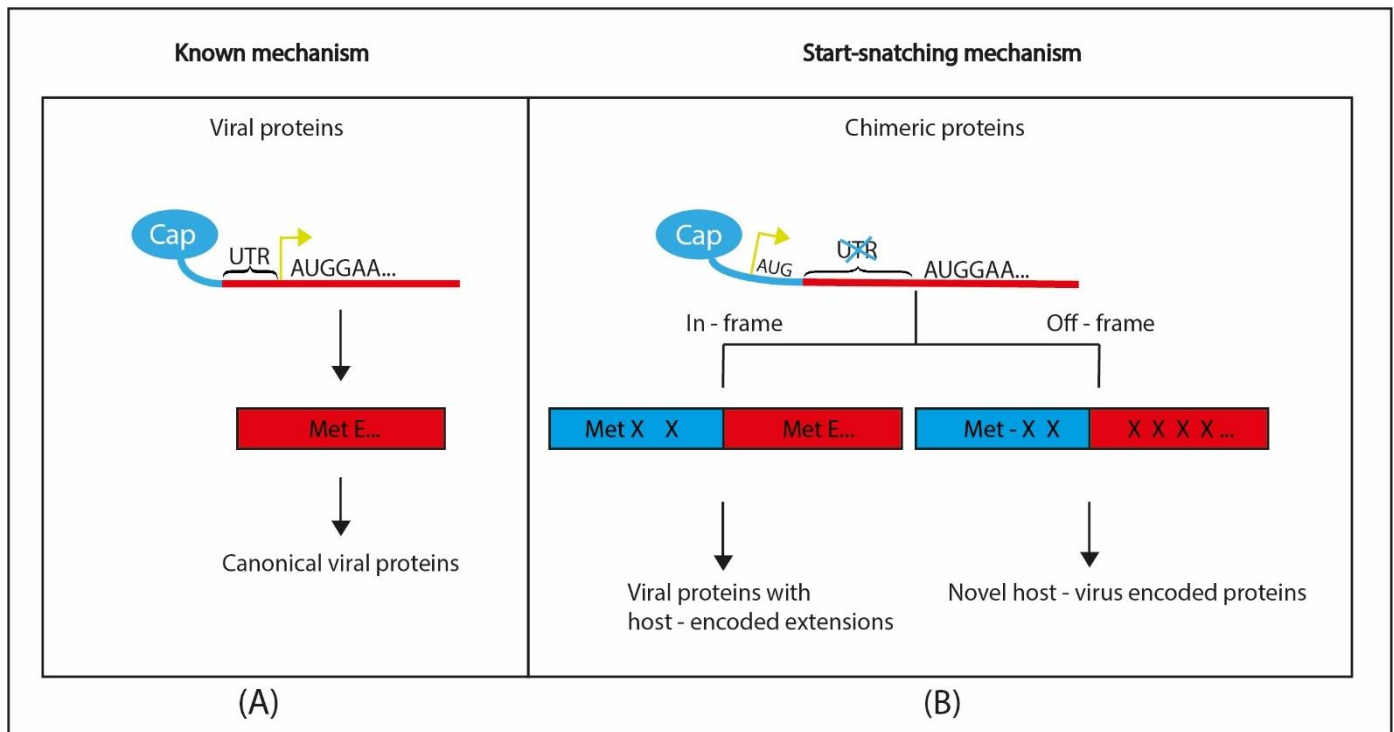 Known mechanism
Start-snatching mechanism
Viral proteins
Cap
UTR
AUGGAA...
Met E...
Canonical viral proteins
(A)
Chimeric proteins
Cap
AUG
UTR
AUGGAA...
In - frame
Off - frame
Met X X
Met E...
Met - X X
X X X X ...
Viral proteins with
host - encoded extensions
Novel host - virus encoded proteins
(B)